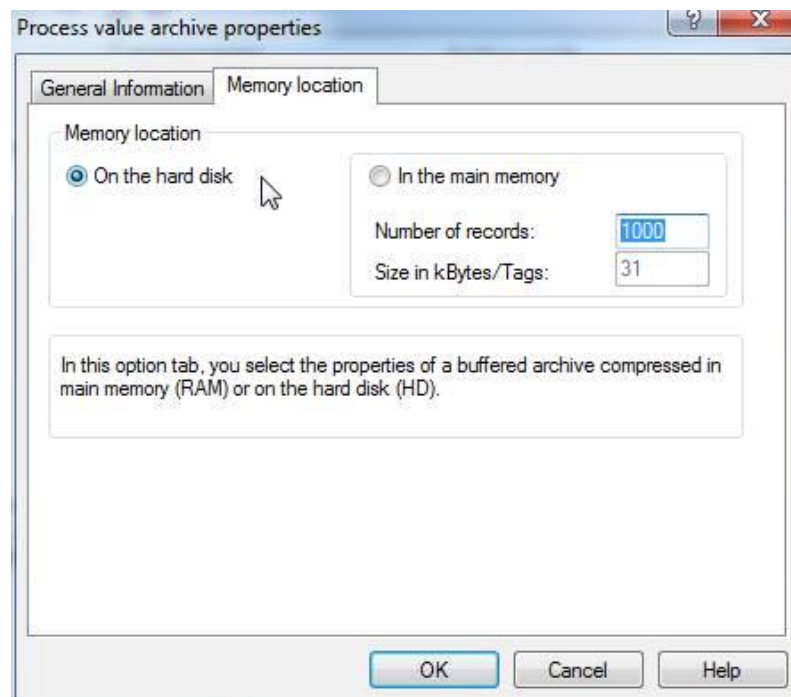 Process value archive properties
General Information
Memory location
Memory location
On the hard disk
In the main memory
Number of records: 1000
Size in kBytes/Tags: 31
In this option tab, you select the properties of a buffered archive compressed in
main memory (RAM) or on the hard disk (HD).
OK
Cancel
Help